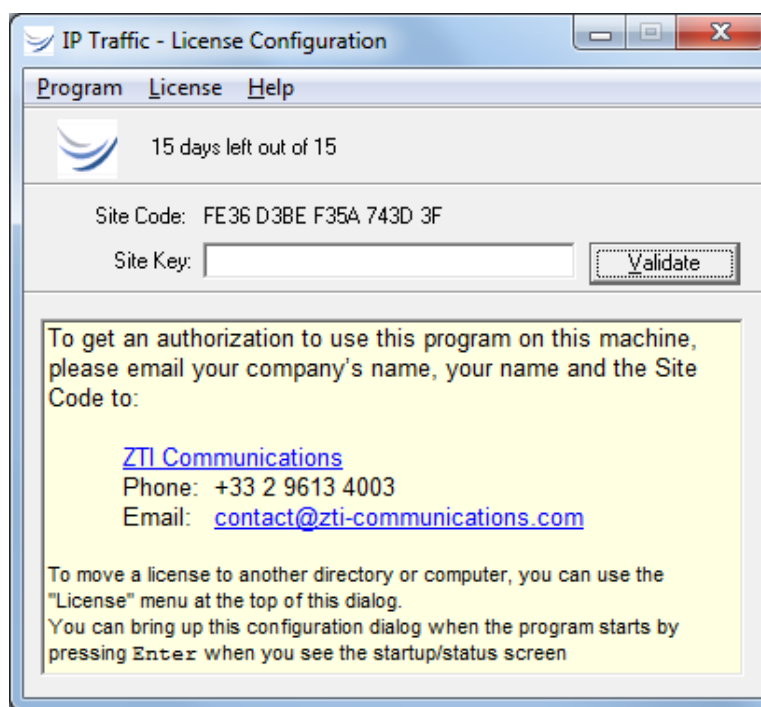 IP Traffic - License Configuration
Program License Help
15 days left out of 15
Site Code: FE36 D3BE F35A 743D 3F
Site Key:
Validate
To get an authorization to use this program on this machine,
please email your company's name, your name and the Site
Code to:
ZTI Communications
Phone: +33 2 9613 4003
Email: contact@zti-communications.com
To move a license to another directory or computer, you can use the
"License" menu at the top of this dialog.
You can bring up this configuration dialog when the program starts by
pressing Enter when you see the startup/status screen